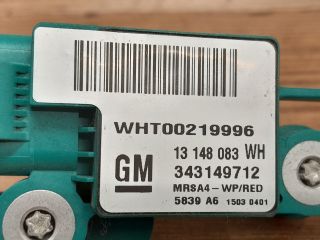 WHT00219996
GM
13 148 083 WH
343149712
MRSA4-WP/RED
5839 A6 1503 0401